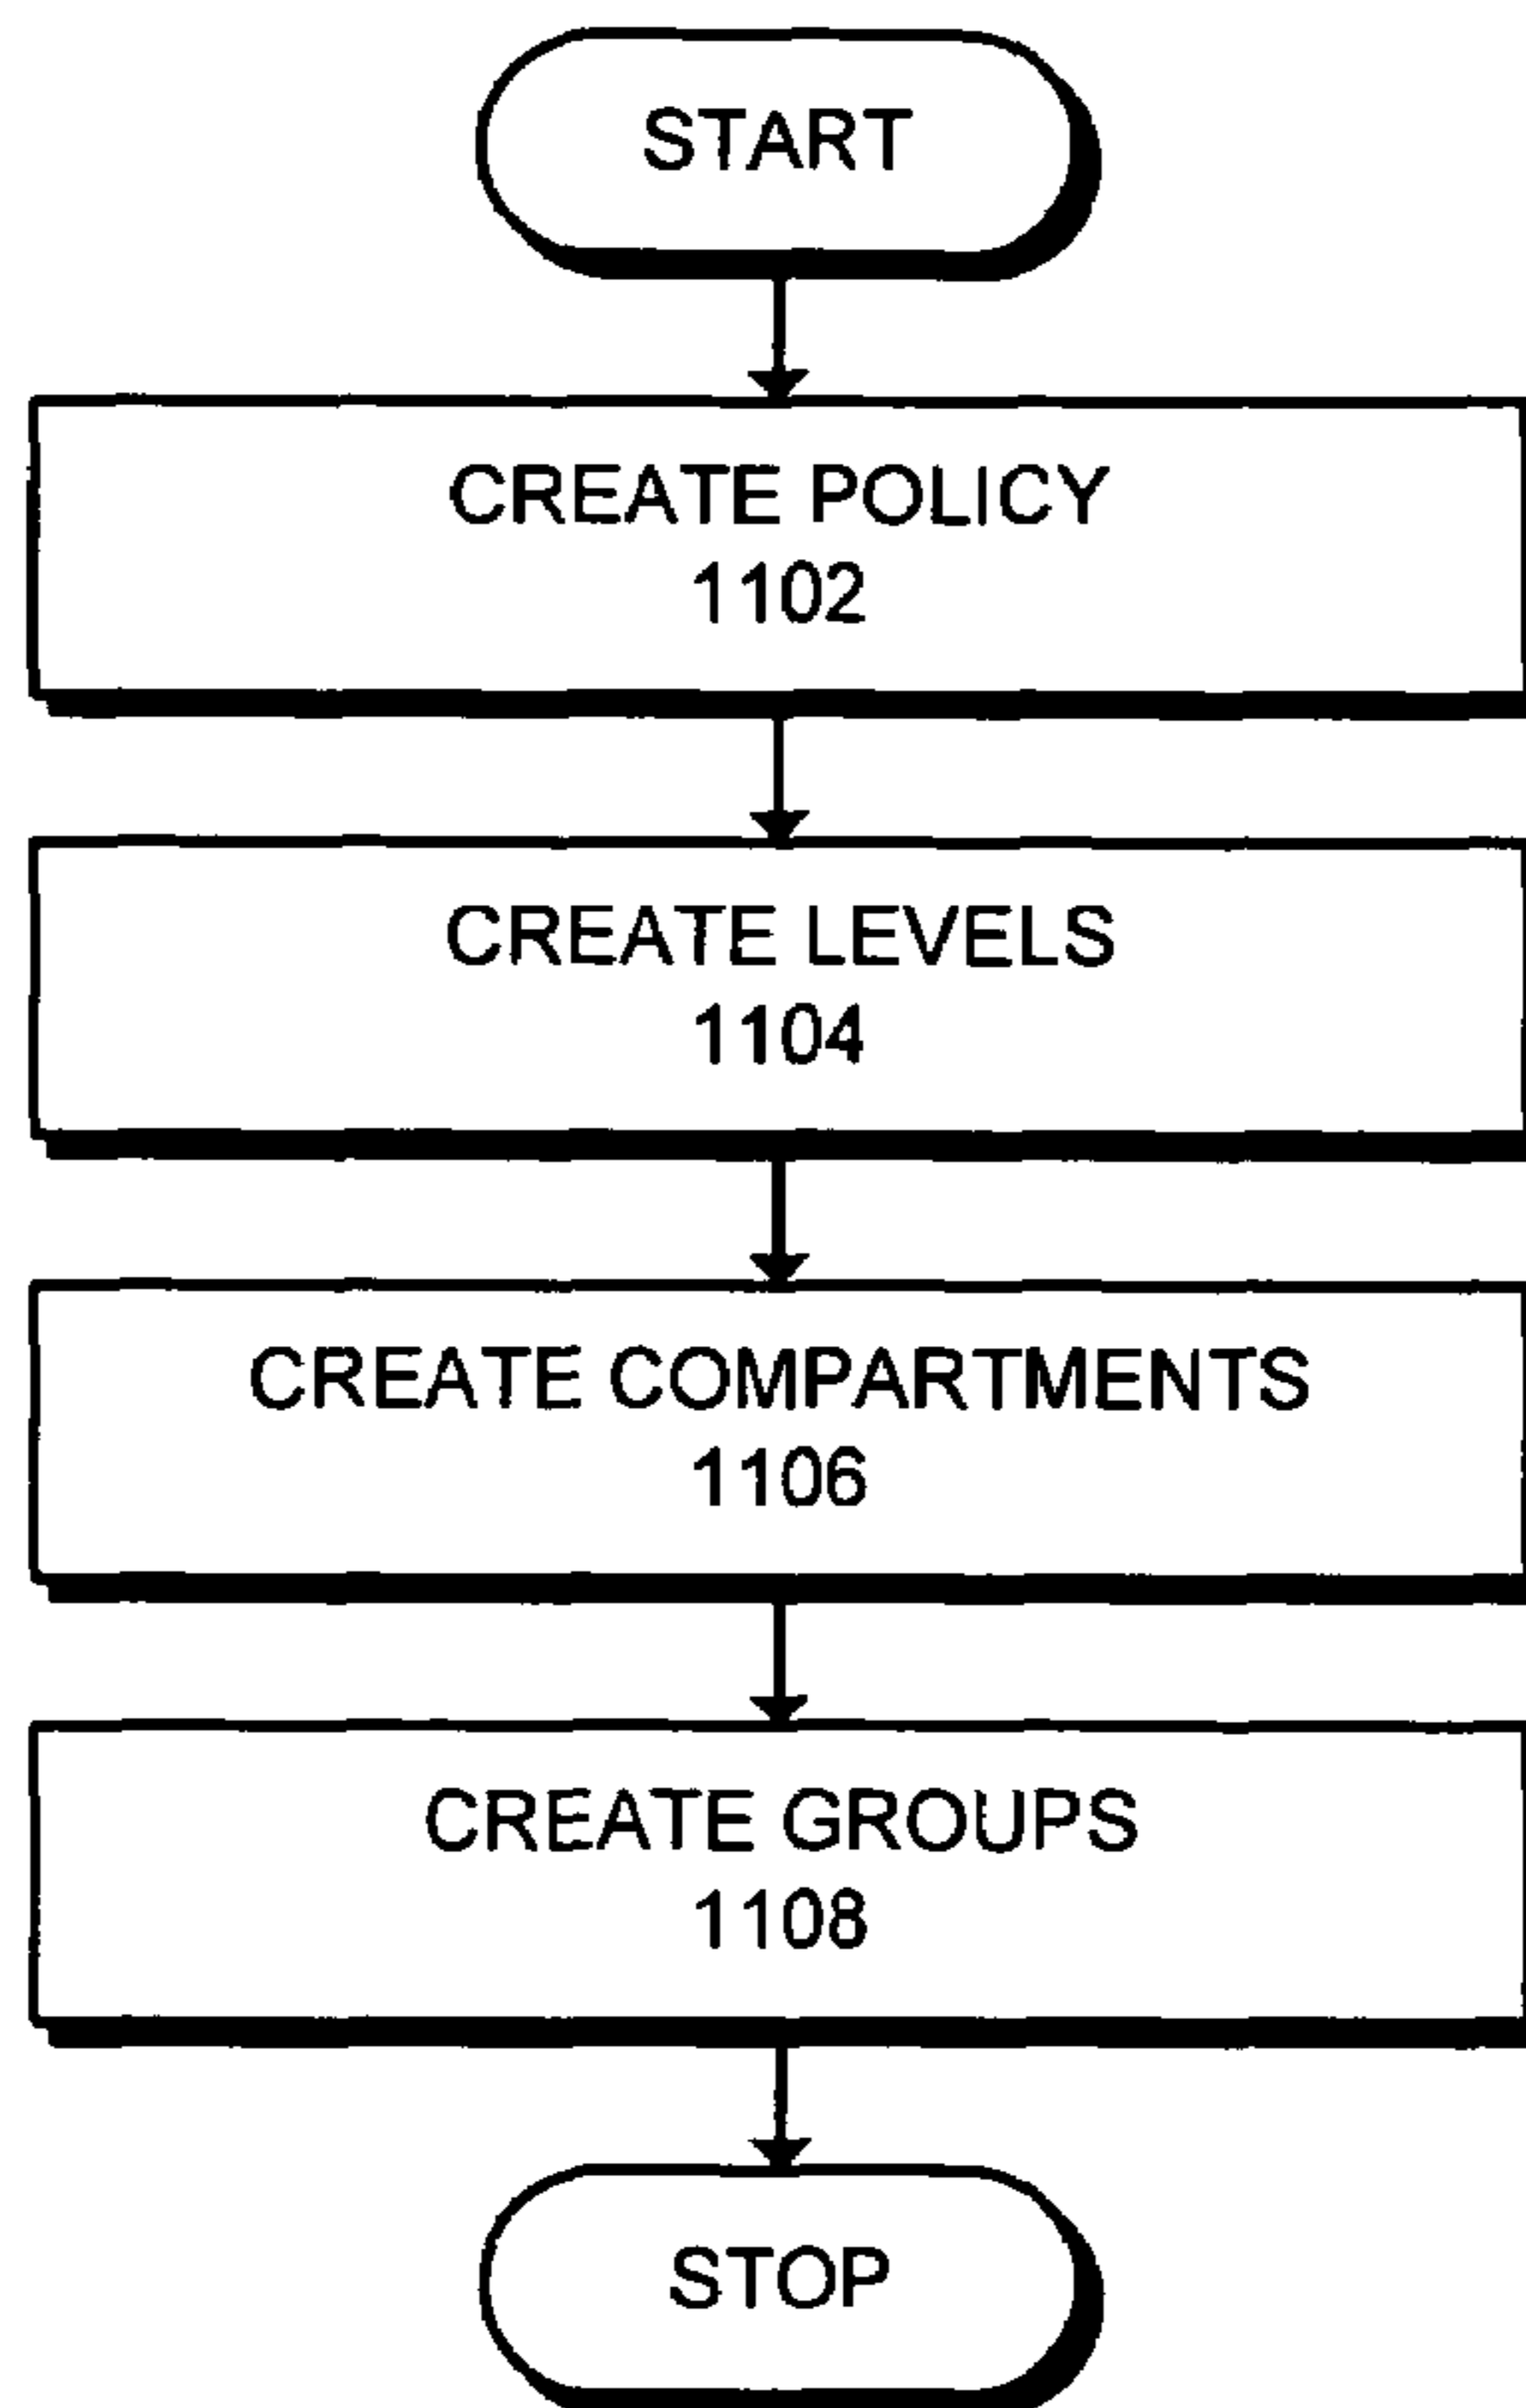 START
CREATE POLICY
1102
CREATE LEVELS
1104
CREATE COMPARTMENTS
1106
CREATE GROUPS
1108
STOP